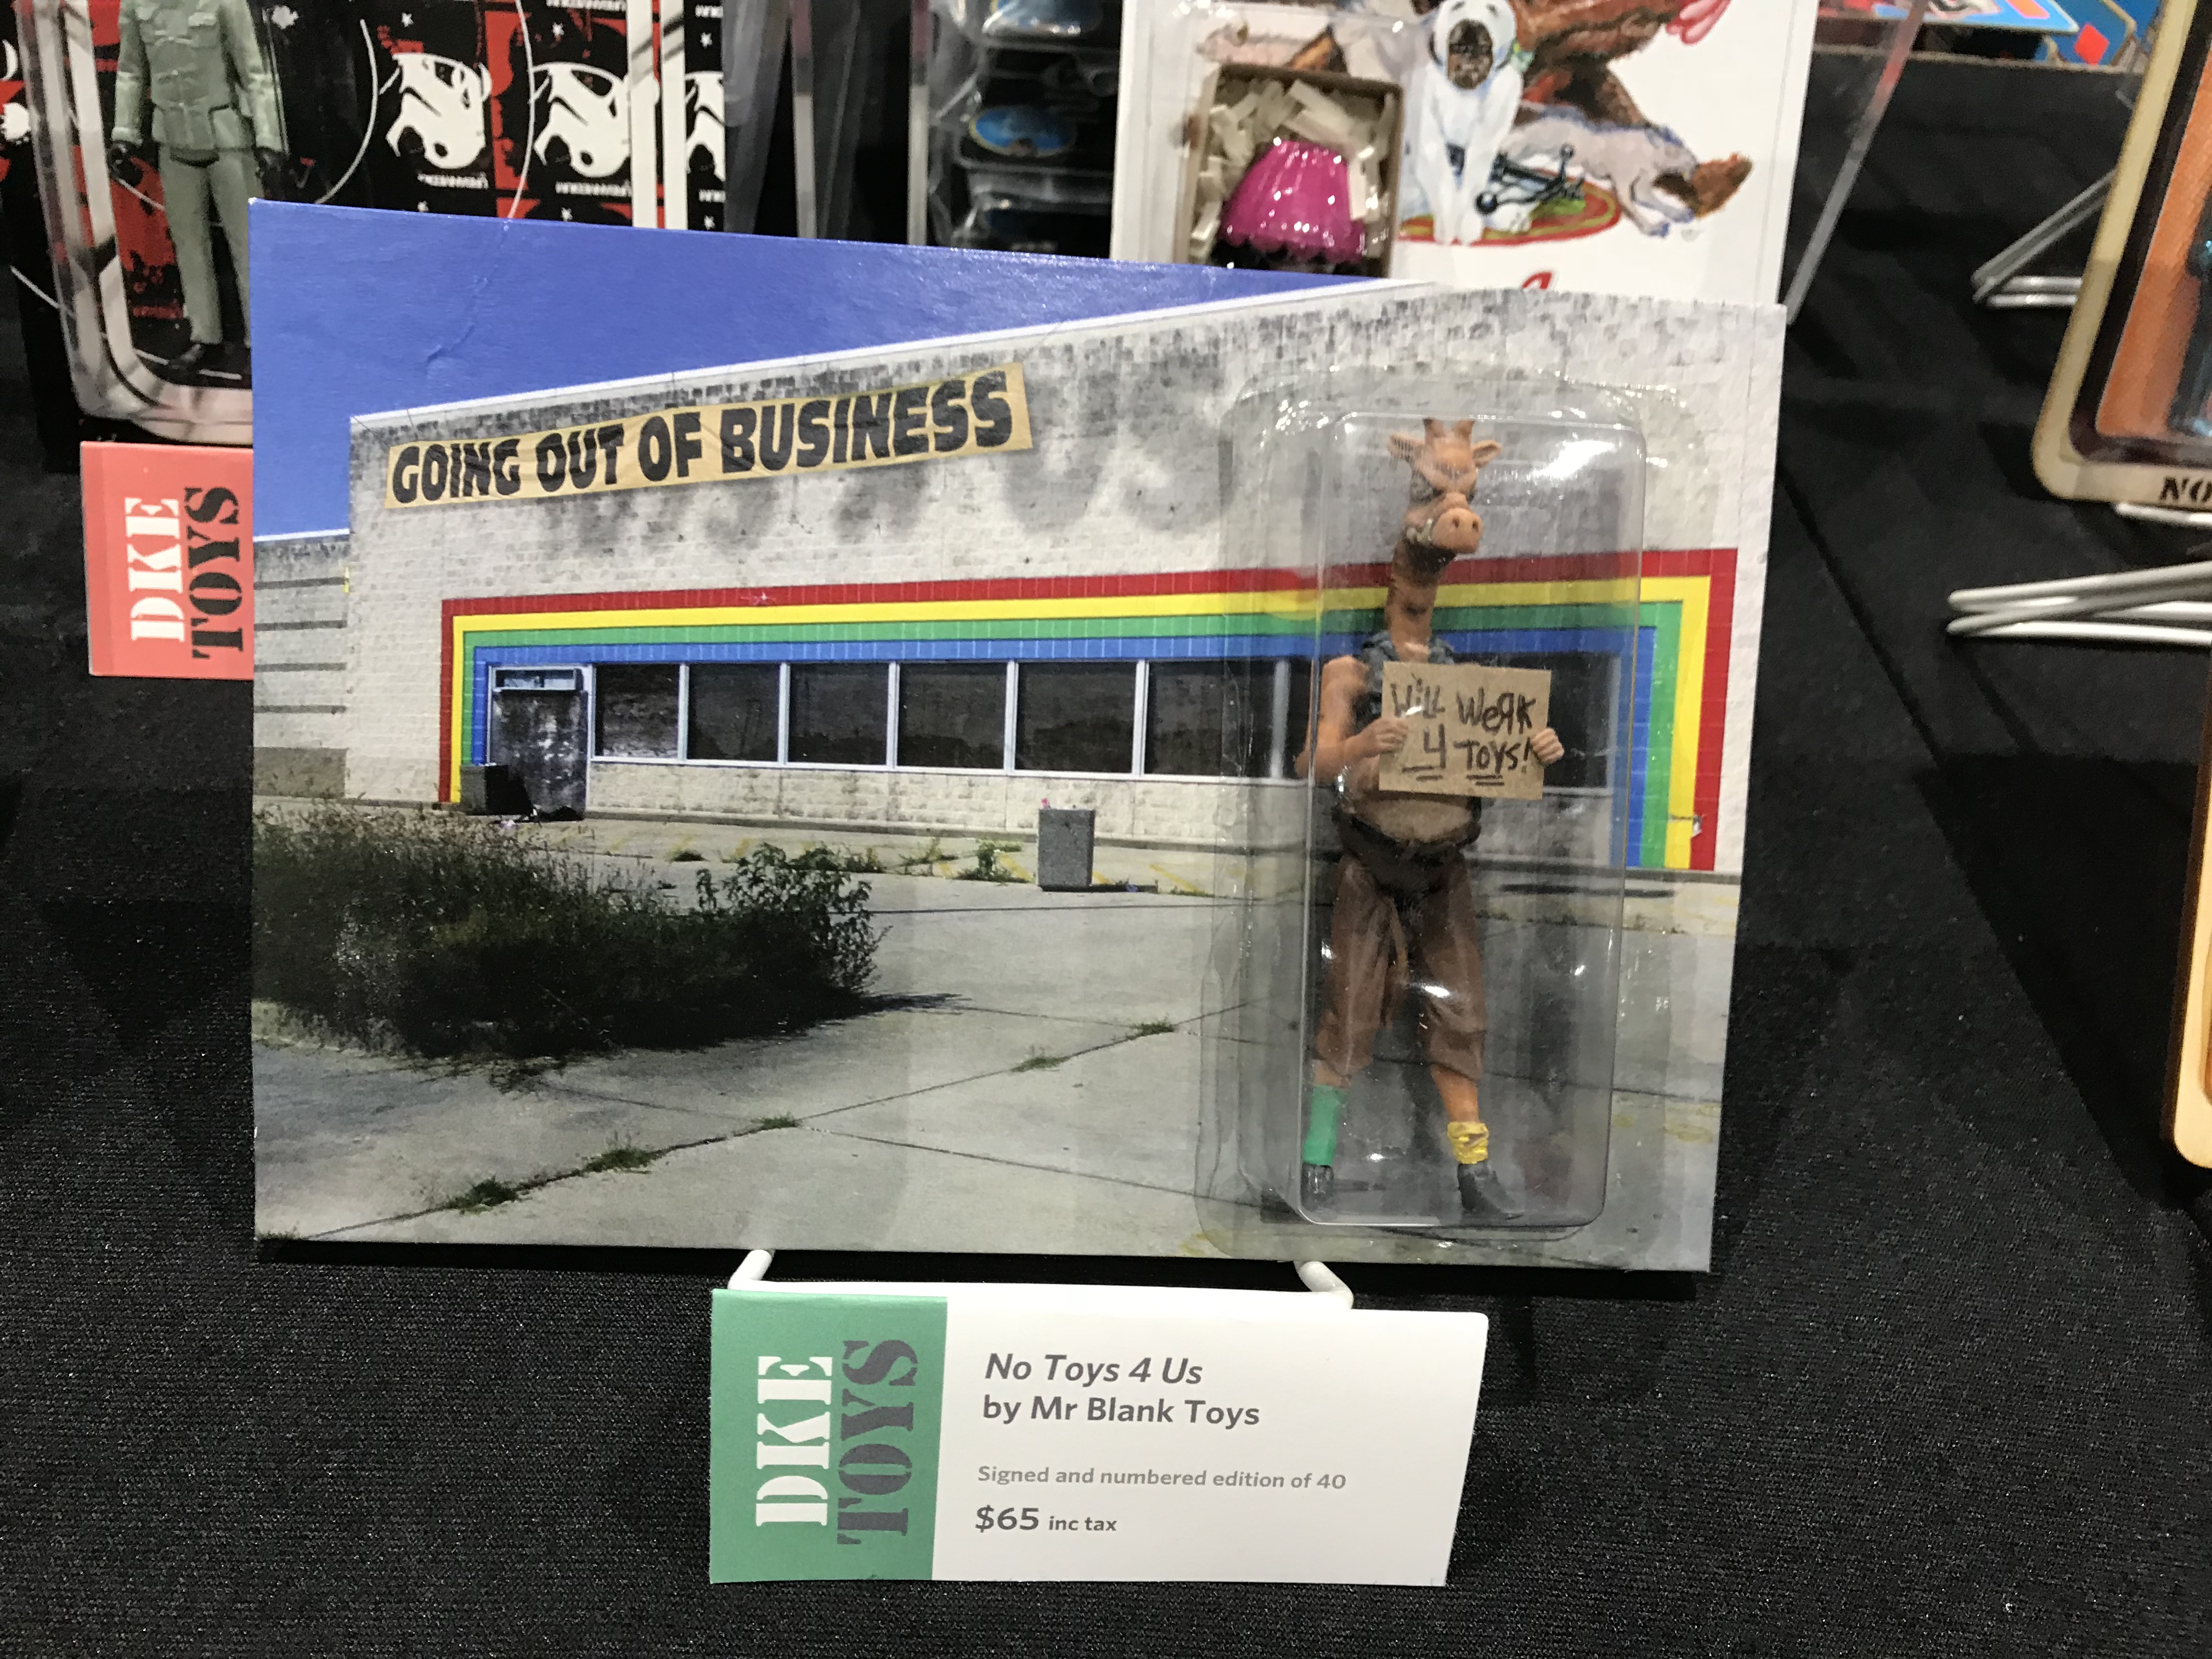 GOING OUT OF BUSINESS
WiLL WeRK
4 TOYS!
DKE
TOYS
NO
DKE
TOYS
No Toys 4 Us
by Mr Blank Toys
Signed and numbered edition of 40
$65 inc tax